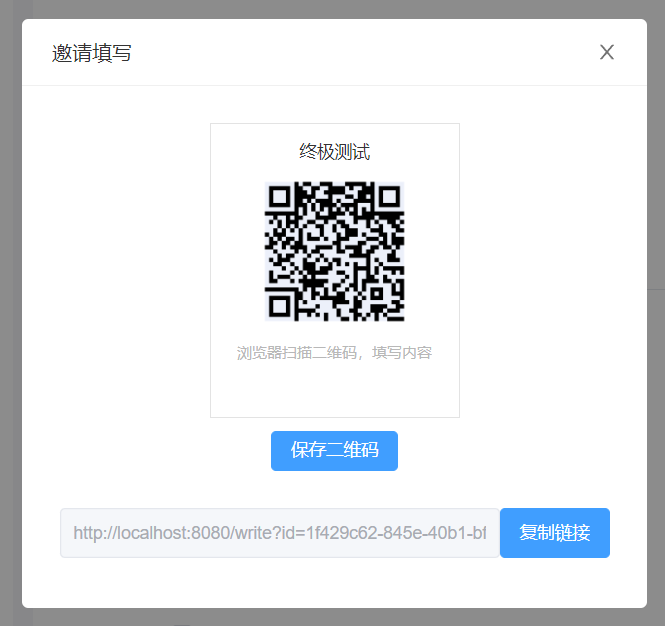 邀请填写
终极测试
浏览器扫描二维码，填写内容
保存二维码
http://localhost:8080/write?id=1f429c62-845e-40b1-bf
复制链接